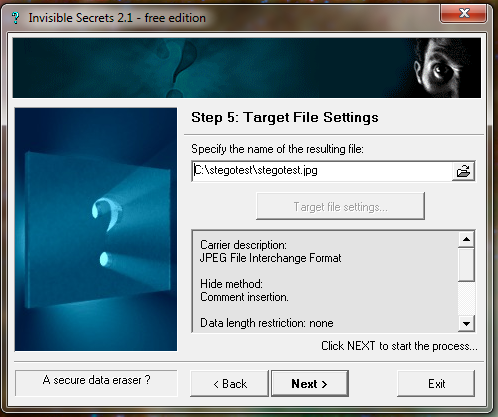 Invisible Secrets 2.1 - free edition
Step 5: Target File Settings
Specify the name of the resulting file:
C:\stegotest\stegotest.jpg
Target file settings...
Carrier description:
JPEG File Interchange Format
Hide method:
Comment insertion.
Data length restriction: none
Click NEXT to start the process...
A secure data eraser ?
< Back
Next >
Exit